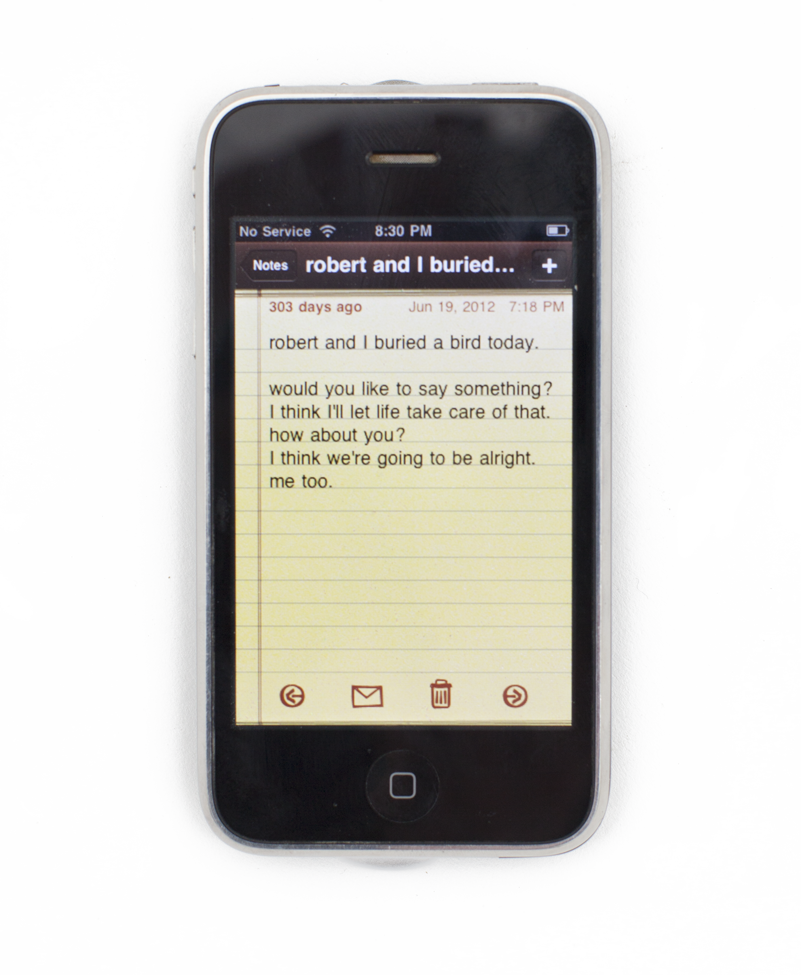 No Service 8:30 PM
Notes robert and I buried... +
303 days ago Jun 19, 2012 7:18 PM
robert and I buried a bird today.
would you like to say something?
I think I'll let life take care of that.
how about you?
I think we're going to be alright.
me too.